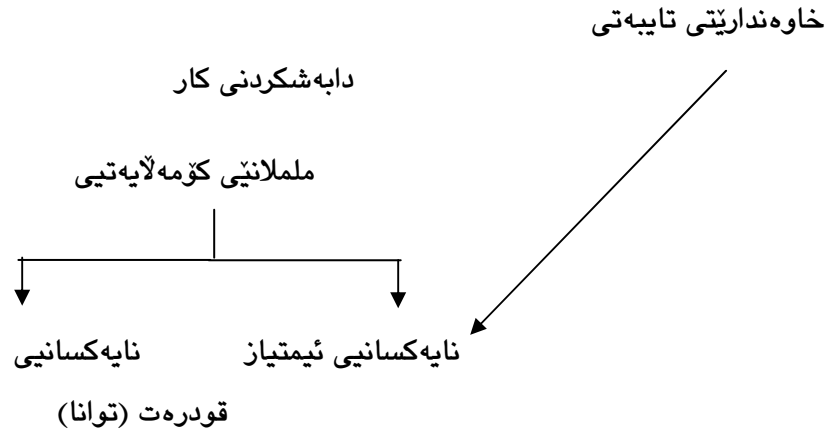 خاوەندارێتی تایبەتی
دابەشکردنی کار
ململانێی کۆمەڵایەتیی
نایەکسانیی ئیمتیاز
نایەکسانیی
قودرەت (توانا)